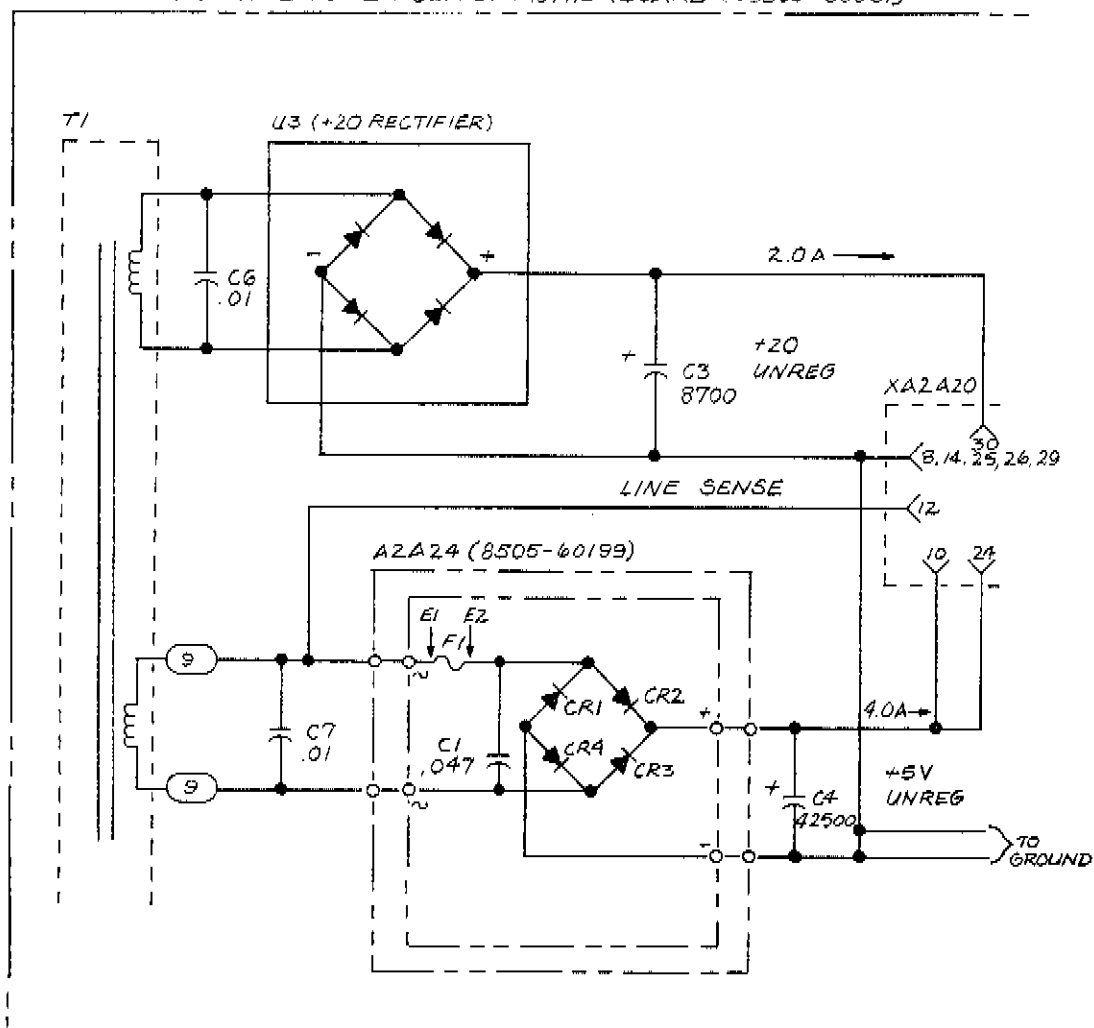 T1
U3 (+20 RECTIFIER)
-
+
C6
.01
2.0A
+
C3
8700
+20
UNREG
XA2A20
30
8,14,25,26,29
LINE SENSE
12
A2A24 (8505-60199)
10
24
E1
E2
F1
9
~
CR1
CR2
+
4.0A
C7
.01
C1
.047
CR4
CR3
+5V
UNREG
+
C4
42500
9
~
-
TO
GROUND